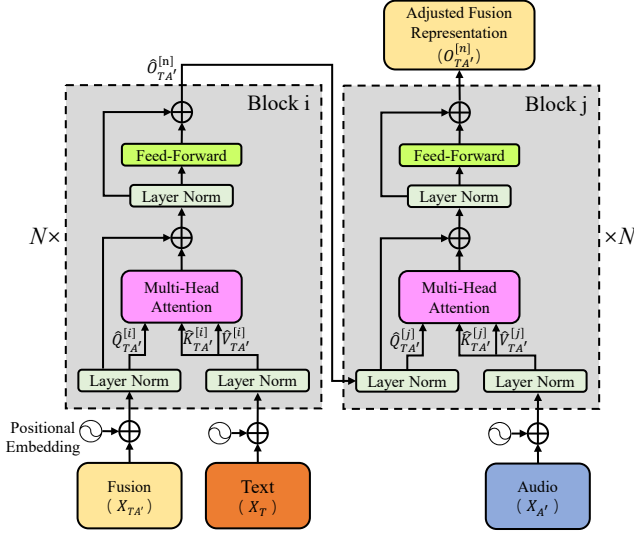 Adjusted Fusion
Representation
(O_{TA'}^{[n]})
Ô_{TA'}^{[n]}
Block i
Block j
Feed-Forward
Feed-Forward
Layer Norm
Layer Norm
N×
×N
Multi-Head
Attention
Multi-Head
Attention
Q̂_{TA'}^{[i]} K̂_{TA'}^{[i]} V̂_{TA'}^{[i]}
Q̂_{TA'}^{[j]} K̂_{TA'}^{[j]} V̂_{TA'}^{[j]}
Layer Norm
Layer Norm
Layer Norm
Layer Norm
Positional
Embedding
Fusion
(X_{TA'})
Text
(X_T)
Audio
(X_{A'})